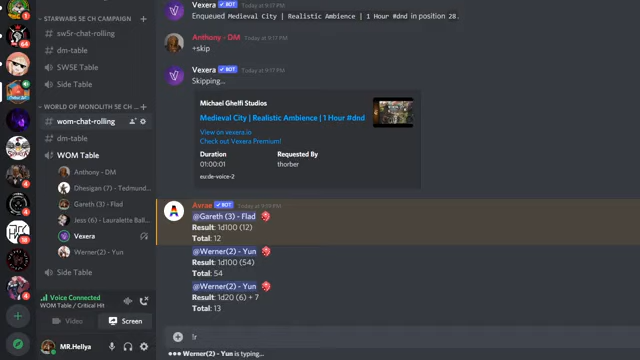 STARWARS 5E CH CAMPAIGN
sw5r-chat-rolling
dm-table
SW5E Table
Side Table
WORLD OF MONOLITH 5E CH
wom-chat-rolling
dm-table
WOM Table
Anthony - DM
Dhesigan (7) - Tedmund...
Gareth (3) - Flad
Jess (6) - Lauraletta Ball...
Vexera
Werner(2) - Yun
Side Table
Voice Connected
WOM Table / Critical Hit
Video
Screen
MR.Hellya
Vexera BOT Today at 9:17 PM
Enqueued Medieval City | Realistic Ambience | 1 Hour #dnd in position 28.
Anthony - DM Today at 9:17 PM
+skip
Vexera BOT Today at 9:17 PM
Skipping...
Michael Ghelfi Studios
Medieval City | Realistic Ambience | 1 Hour #dnd
View on vexera.io
Check out Vexera Premium!
Duration
01:00:01
Requested By
thorber
eu:de-voice-2
Avrae BOT Today at 9:19 PM
@Gareth (3) - Flad
Result: 1d100 (12)
Total: 12
@Werner(2) - Yun
Result: 1d100 (54)
Total: 54
@Werner(2) - Yun
Result: 1d20 (6) + 7
Total: 13
!r
Werner(2) - Yun is typing...